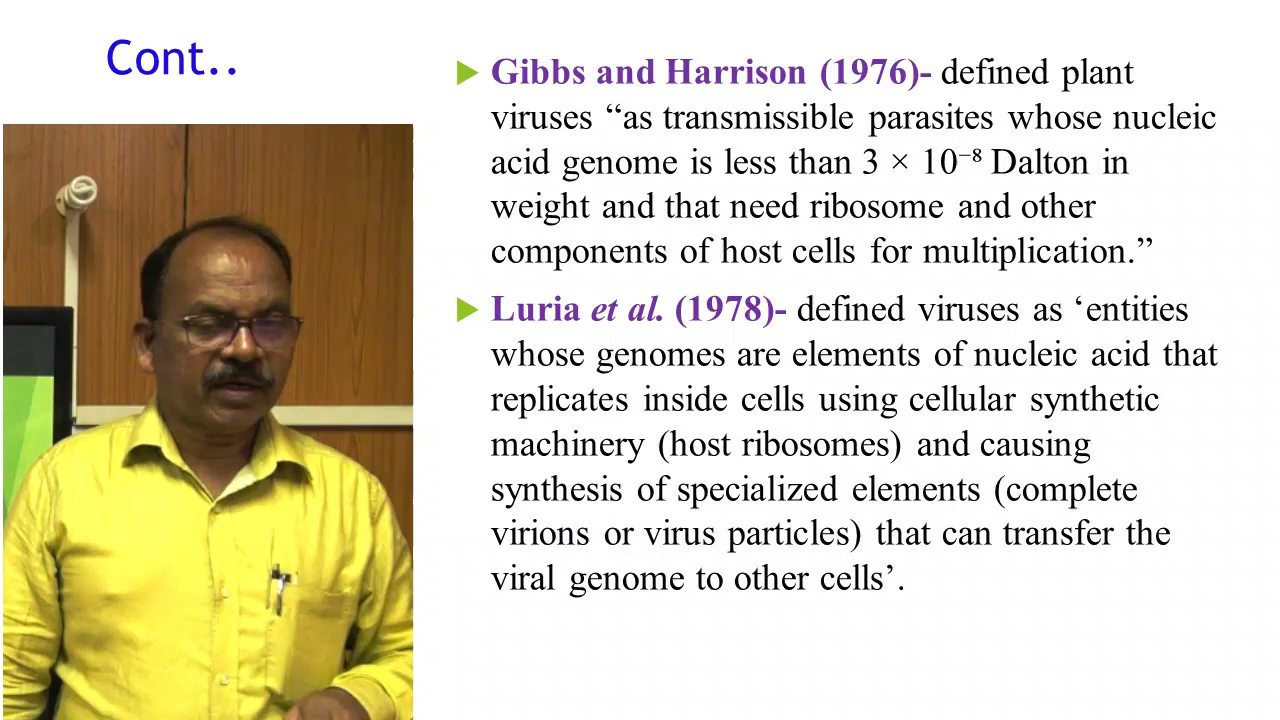 Cont..
Gibbs and Harrison (1976)- defined plant
viruses “as transmissible parasites whose nucleic
acid genome is less than 3 × 10⁻⁸ Dalton in
weight and that need ribosome and other
components of host cells for multiplication.”
Luria et al. (1978)- defined viruses as ‘entities
whose genomes are elements of nucleic acid that
replicates inside cells using cellular synthetic
machinery (host ribosomes) and causing
synthesis of specialized elements (complete
virions or virus particles) that can transfer the
viral genome to other cells’.